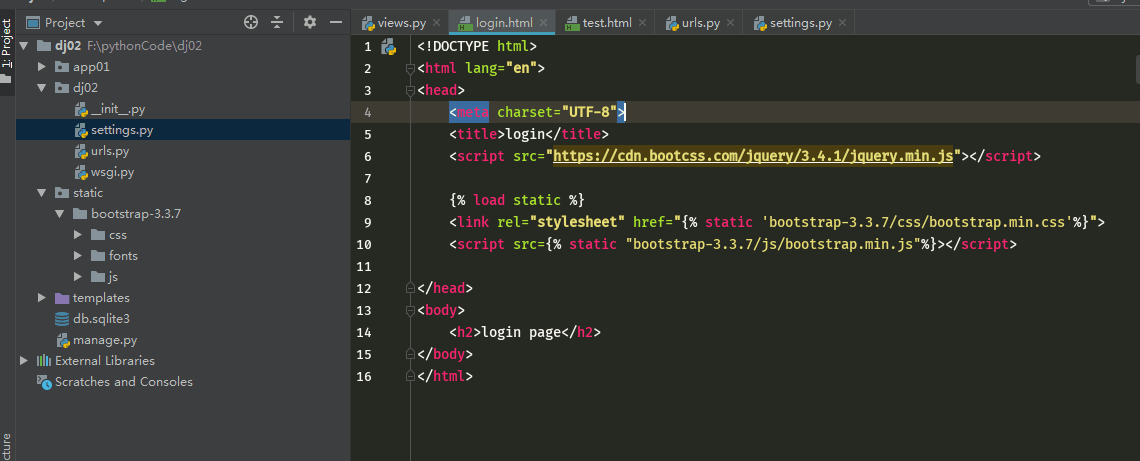 Project
views.py
login.html
test.html
urls.py
settings.py
1: Project
dj02 F:\pythonCode\dj02
app01
dj02
__init__.py
settings.py
urls.py
wsgi.py
static
bootstrap-3.3.7
css
fonts
js
templates
db.sqlite3
manage.py
External Libraries
Scratches and Consoles
1 <!DOCTYPE html>
2 <html lang="en">
3 <head>
4 <meta charset="UTF-8">
5 <title>login</title>
6 <script src="https://cdn.bootcss.com/jquery/3.4.1/jquery.min.js"></script>
7
8 {% load static %}
9 <link rel="stylesheet" href="{% static 'bootstrap-3.3.7/css/bootstrap.min.css'%}">
10 <script src={% static "bootstrap-3.3.7/js/bootstrap.min.js"%}></script>
11
12 </head>
13 <body>
14 <h2>login page</h2>
15 </body>
16 </html>